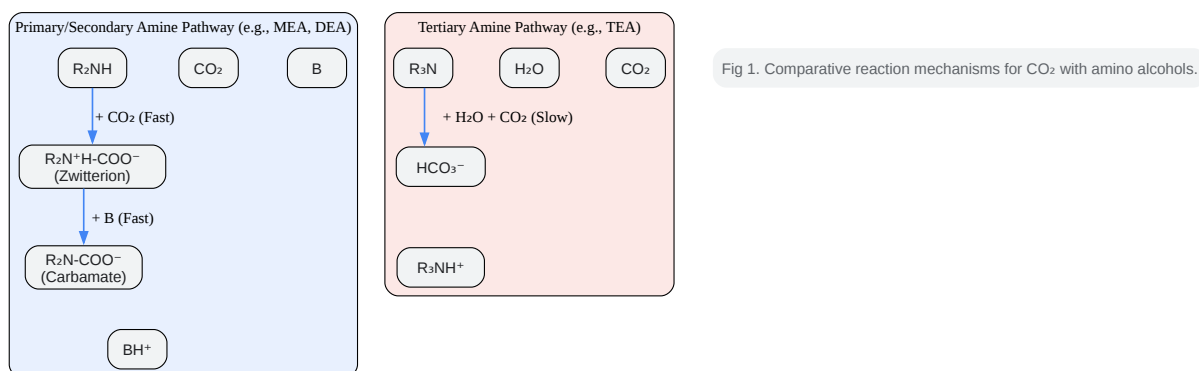 Primary/Secondary Amine Pathway (e.g., MEA, DEA)
R₂NH
CO₂
B
+ CO₂ (Fast)
R₂N⁺H-COO⁻
(Zwitterion)
+ B (Fast)
R₂N-COO⁻
(Carbamate)
BH⁺
Tertiary Amine Pathway (e.g., TEA)
R₃N
H₂O
CO₂
+ H₂O + CO₂ (Slow)
HCO₃⁻
R₃NH⁺
Fig 1. Comparative reaction mechanisms for CO₂ with amino alcohols.